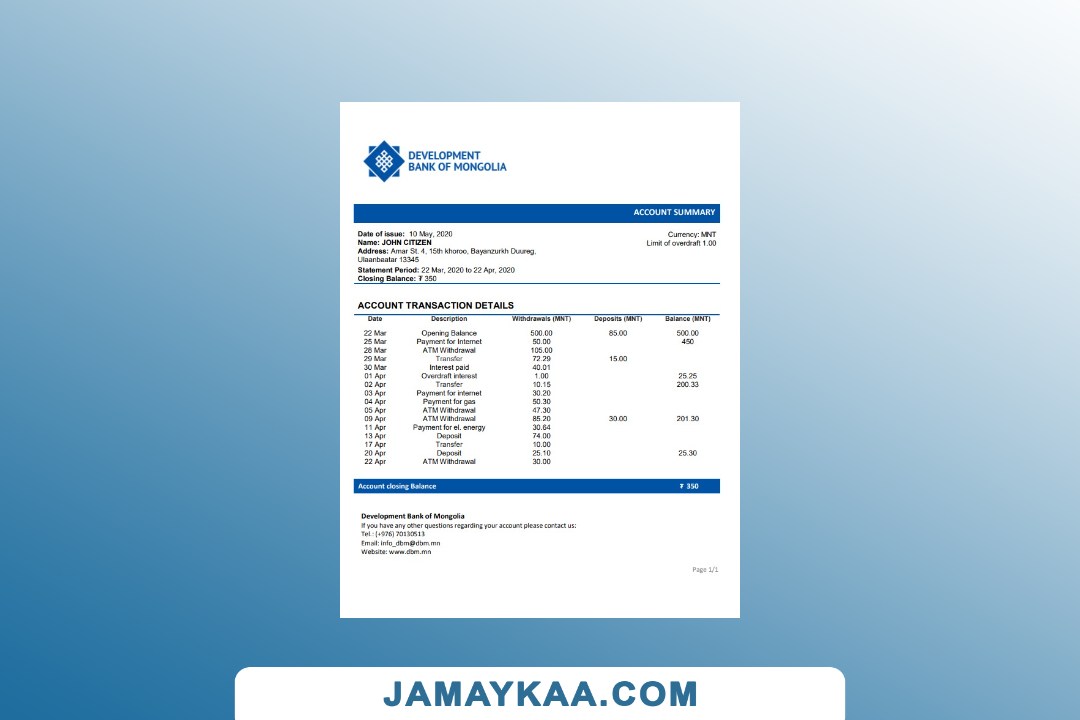 DEVELOPMENT
BANK OF MONGOLIA
ACCOUNT SUMMARY
Date of issue: 10 May, 2020
Currency: MNT
Name: JOHN CITIZEN
Limit of overdraft 1.00
Address: Amar St. 4, 15th khoroo, Bayanzurkh Duureg,
Ulaanbaatar 13345
Statement Period: 22 Mar, 2020 to 22 Apr, 2020
Closing Balance: ₮ 350
ACCOUNT TRANSACTION DETAILS
Date Description Withdrawals (MNT) Deposits (MNT) Balance (MNT)
22 Mar Opening Balance 500.00 85.00 500.00
25 Mar Payment for Internet 50.00 450
28 Mar ATM Withdrawal 105.00
29 Mar Transfer 72.29 15.00
30 Mar Interest paid 40.01
01 Apr Overdraft interest 1.00 25.25
02 Apr Transfer 10.15 200.33
03 Apr Payment for internet 30.20
04 Apr Payment for gas 50.30
05 Apr ATM Withdrawal 47.30
09 Apr ATM Withdrawal 85.20 30.00 201.30
11 Apr Payment for el. energy 30.64
13 Apr Deposit 74.00
17 Apr Transfer 10.00
20 Apr Deposit 25.10 25.30
22 Apr ATM Withdrawal 30.00
Account closing Balance ₮ 350
Development Bank of Mongolia
If you have any other questions regarding your account please contact us:
Tel.: (+976) 70130513
Email: info_dbm@dbm.mn
Website: www.dbm.mn
Page 1/1
JAMAYKAA.COM